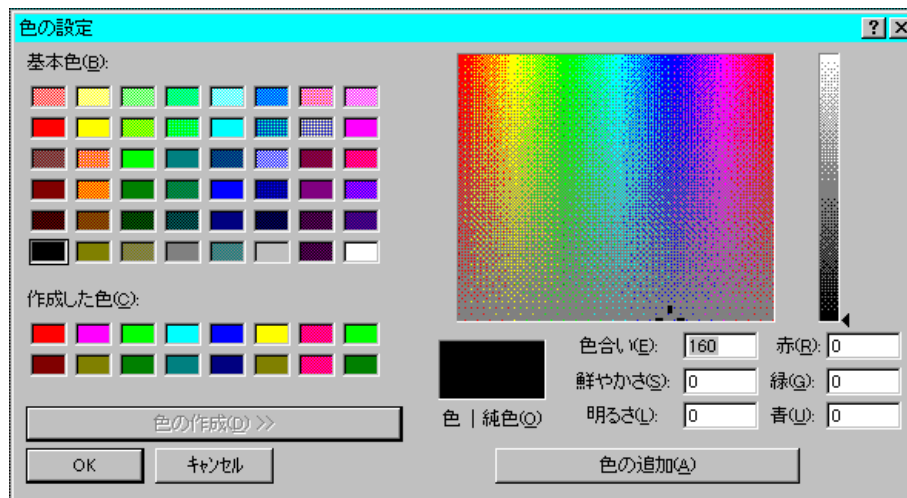 色の設定
基本色(B):
作成した色(C):
色の作成(D) >>
OK キャンセル
色 | 純色(O)
色合い(E): 160 赤(R): 0
鮮やかさ(S): 0 緑(G): 0
明るさ(L): 0 青(U): 0
色の追加(A)